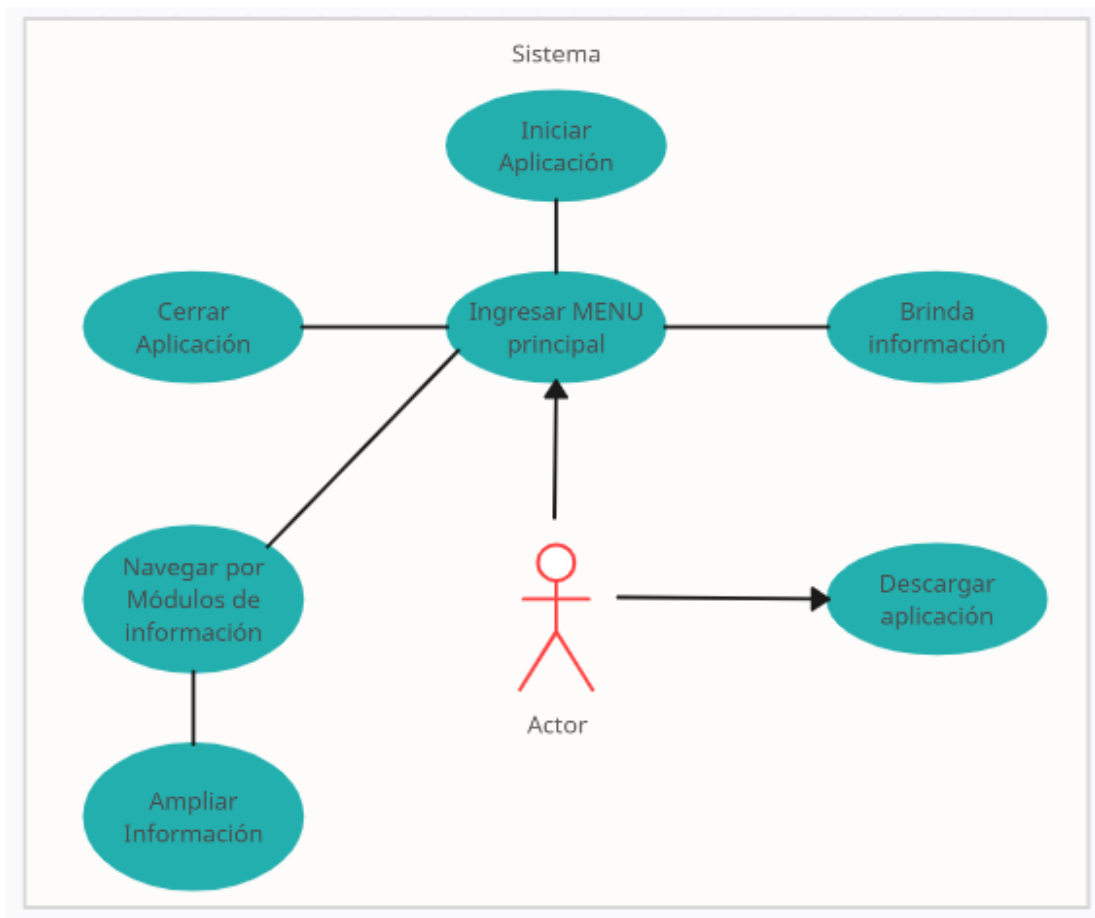 Sistema
Iniciar
Aplicación
Cerrar
Aplicación
Ingresar MENU
principal
Brinda
información
Navegar por
Módulos de
información
Descargar
aplicación
Actor
Ampliar
Información